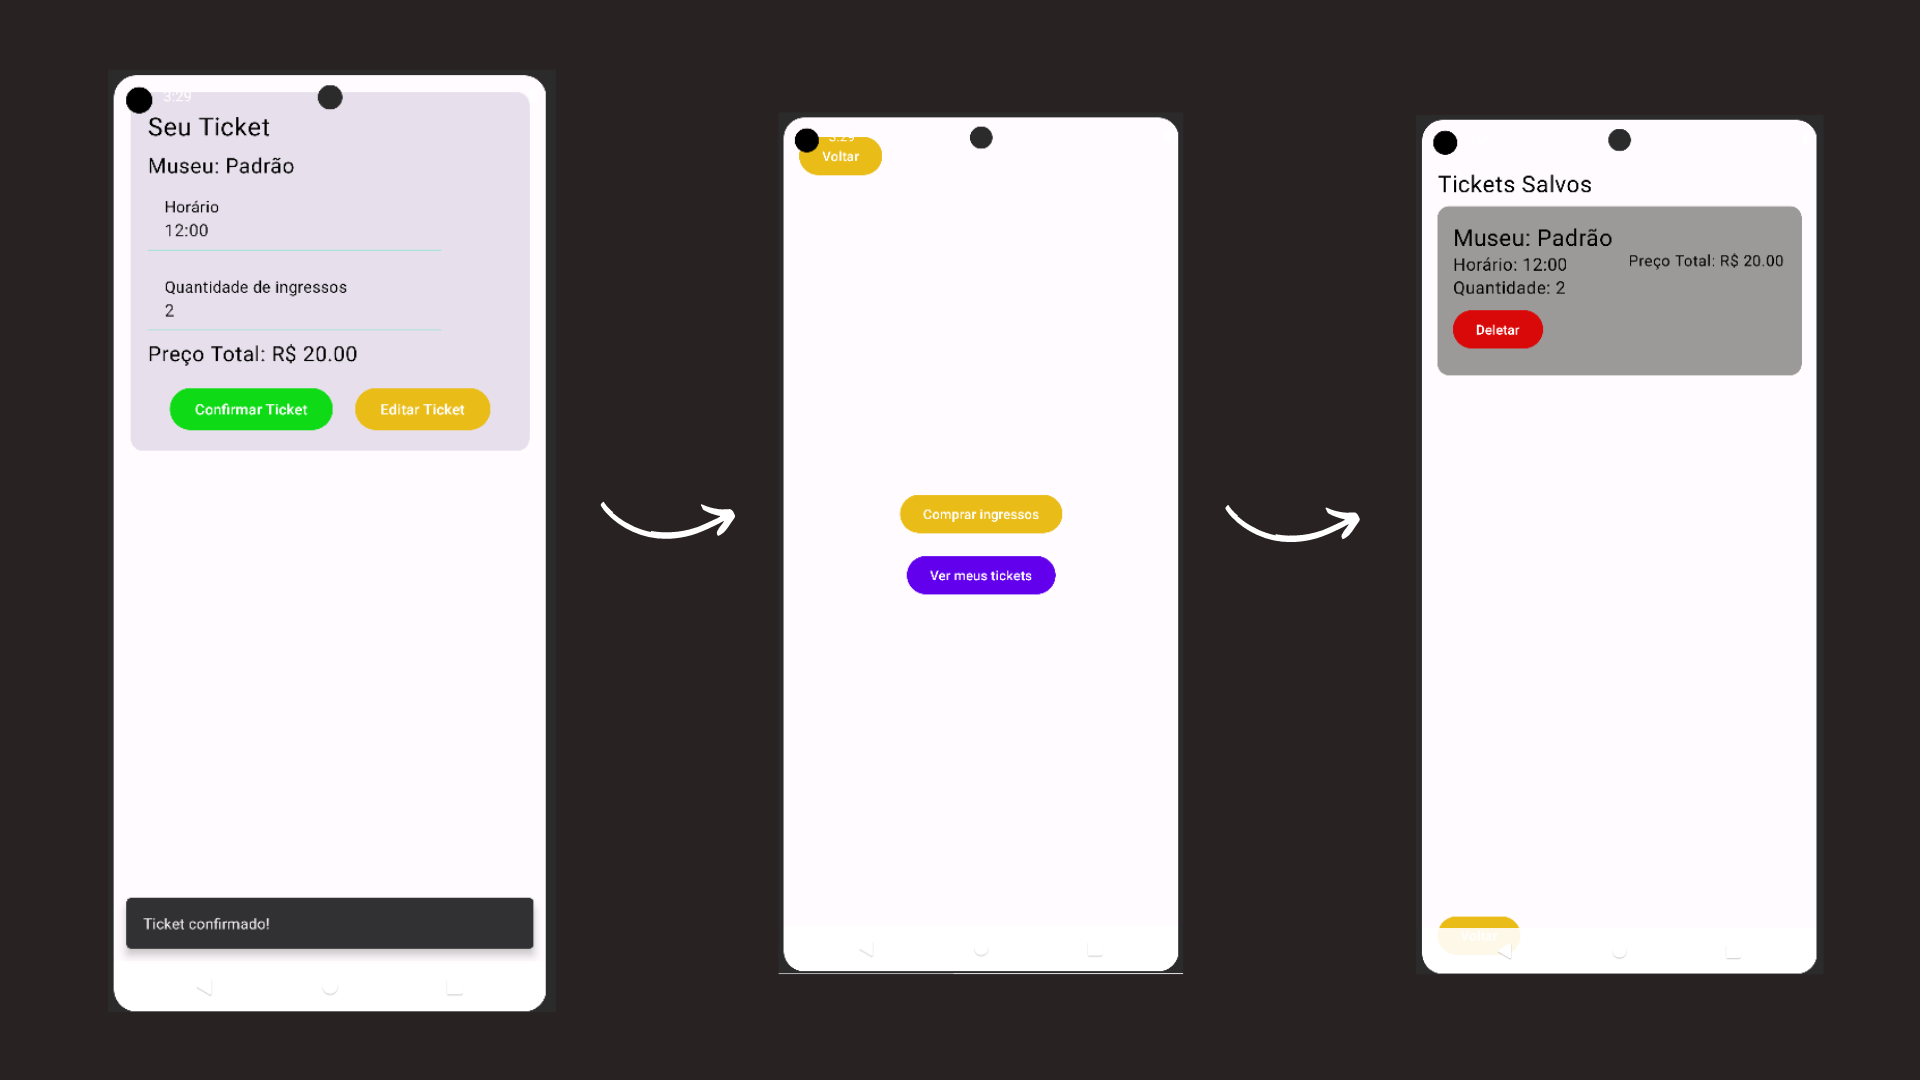 3:29
Seu Ticket
Museu: Padrão
Horário
12:00
Quantidade de ingressos
2
Preço Total: R$ 20.00
Confirmar Ticket
Editar Ticket
Ticket confirmado!
3:29
Voltar
Comprar ingressos
Ver meus tickets
Tickets Salvos
Museu: Padrão
Horário: 12:00
Preço Total: R$ 20.00
Quantidade: 2
Deletar
Voltar